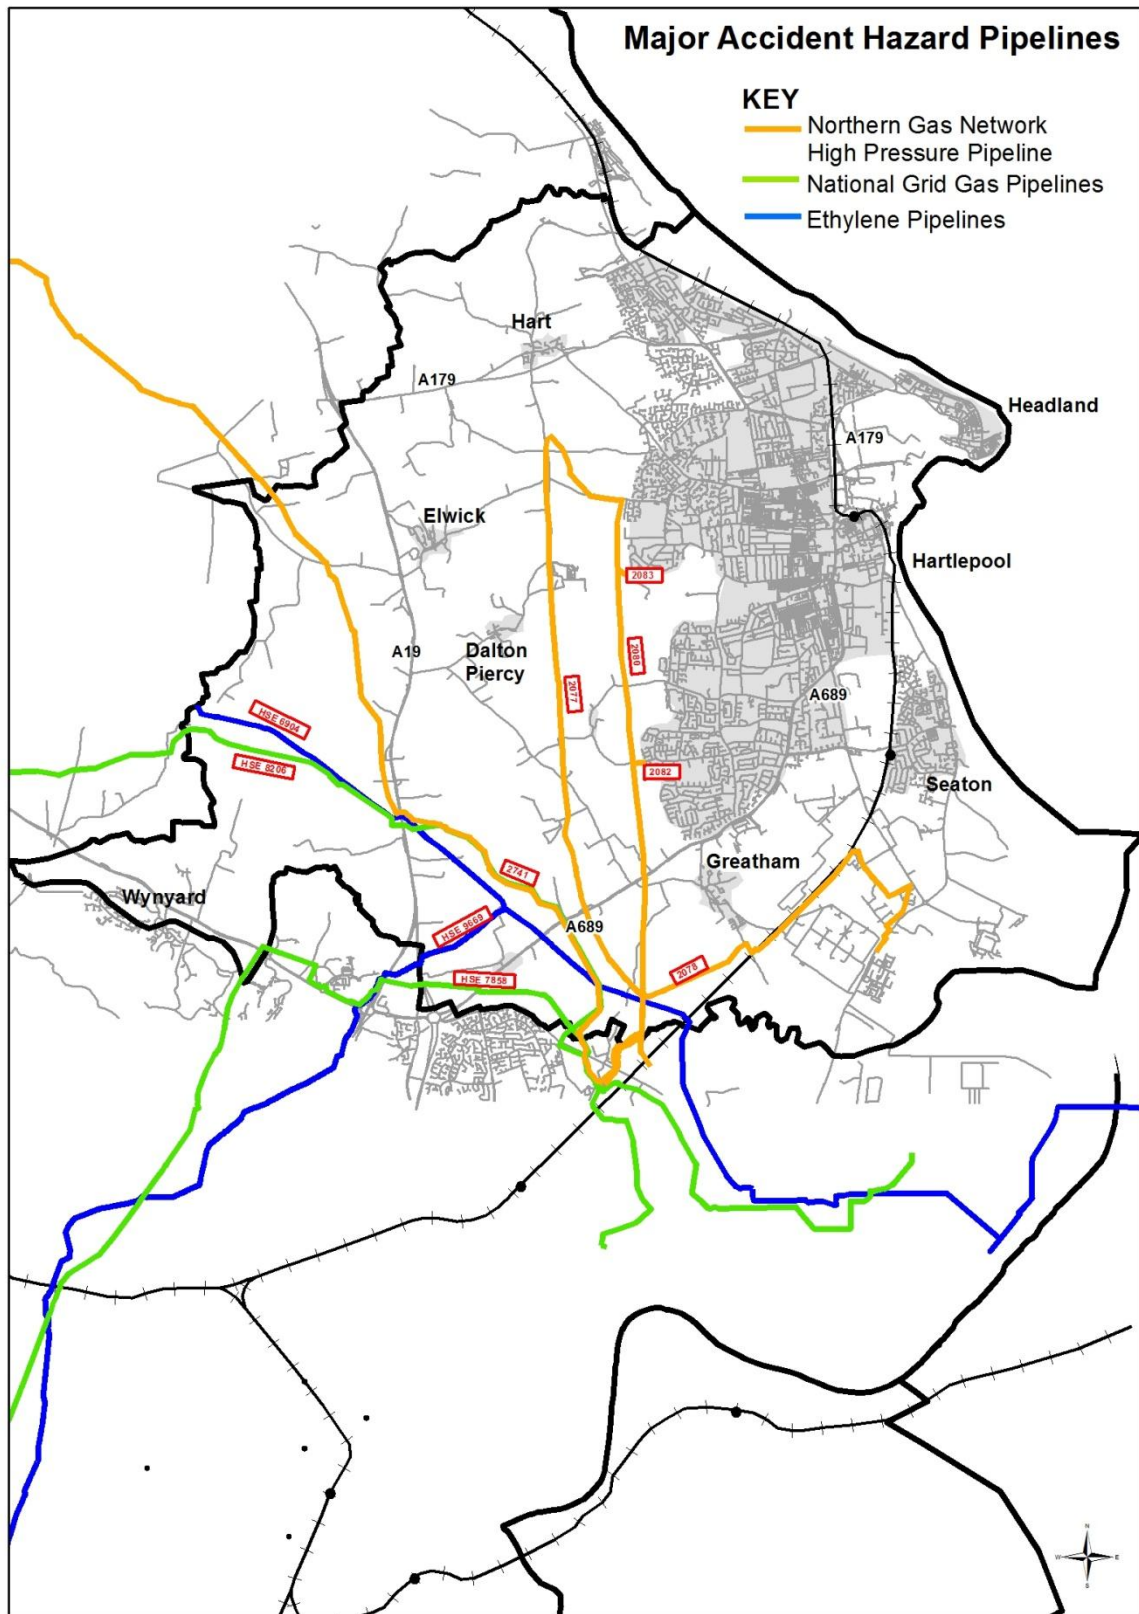 Major Accident Hazard Pipelines
KEY
Northern Gas Network
High Pressure Pipeline
National Grid Gas Pipelines
Ethylene Pipelines
Hart
A179
Headland
A179
Elwick
Hartlepool
2083
Dalton
Piercy
A19
2080
2077
A689
HSE 6904
HSE 8206
2082
Seaton
Greatham
2741
Wynyard
HSE 9669
A689
2078
HSE 7858
N
W
E
S